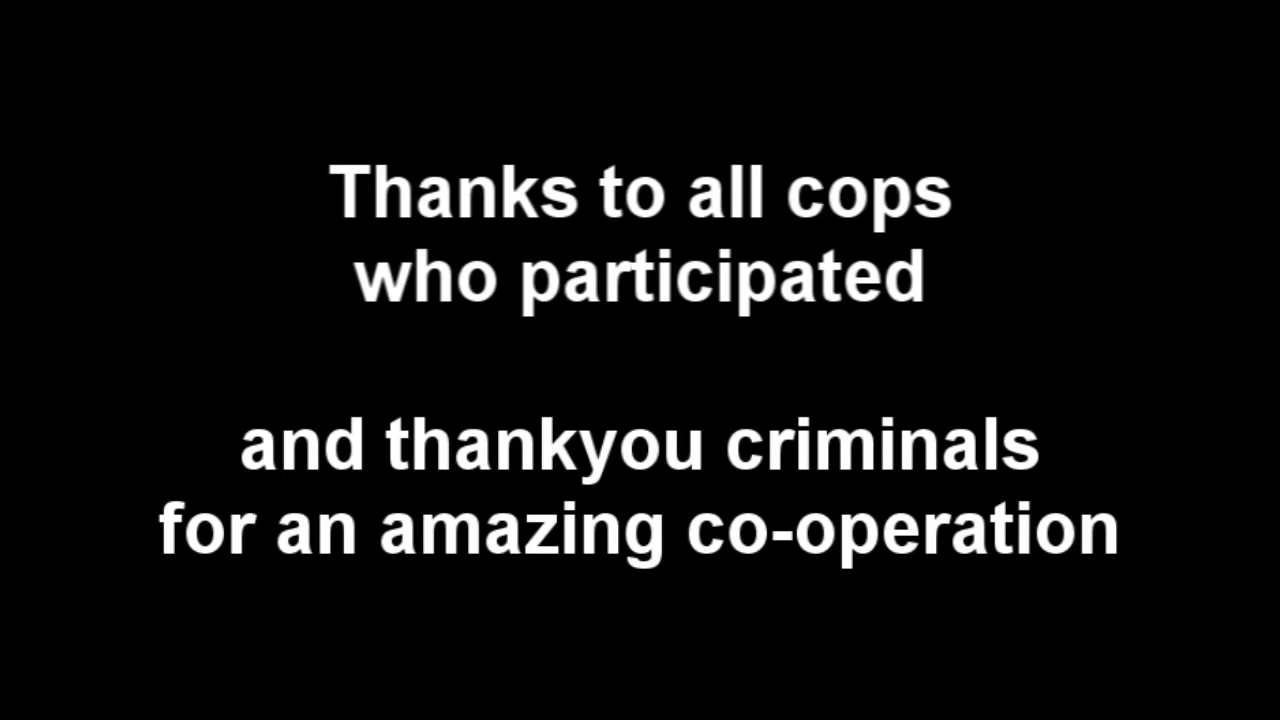 Thanks to all cops
who participated
and thankyou criminals
for an amazing co-operation